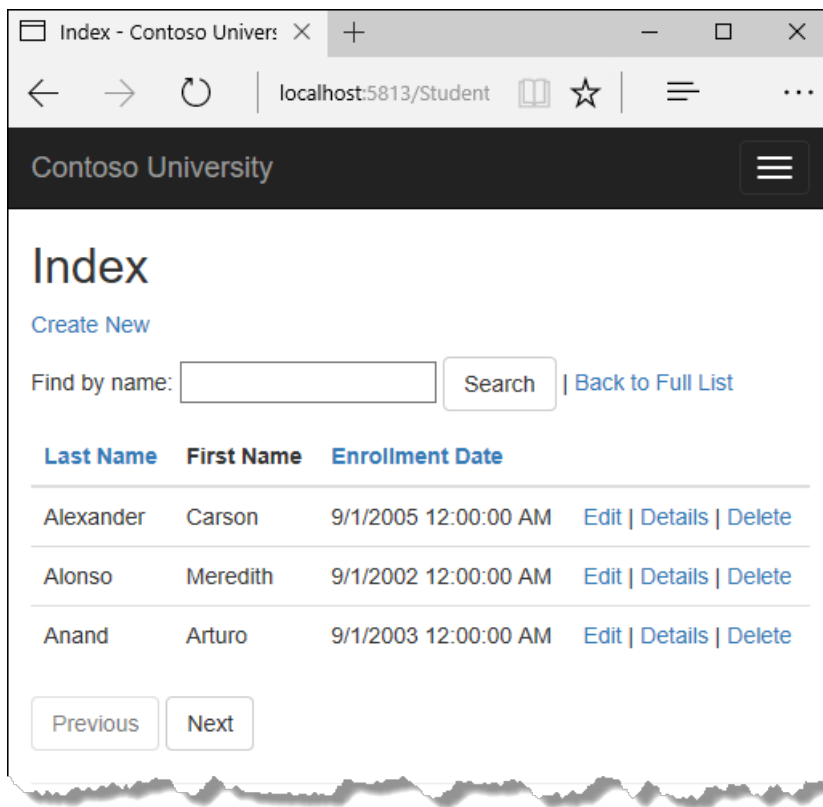 Index - Contoso Univers
localhost:5813/Student
Contoso University
Index
Create New
Find by name: Search | Back to Full List
Last Name First Name Enrollment Date
Alexander Carson 9/1/2005 12:00:00 AM Edit | Details | Delete
Alonso Meredith 9/1/2002 12:00:00 AM Edit | Details | Delete
Anand Arturo 9/1/2003 12:00:00 AM Edit | Details | Delete
Previous Next